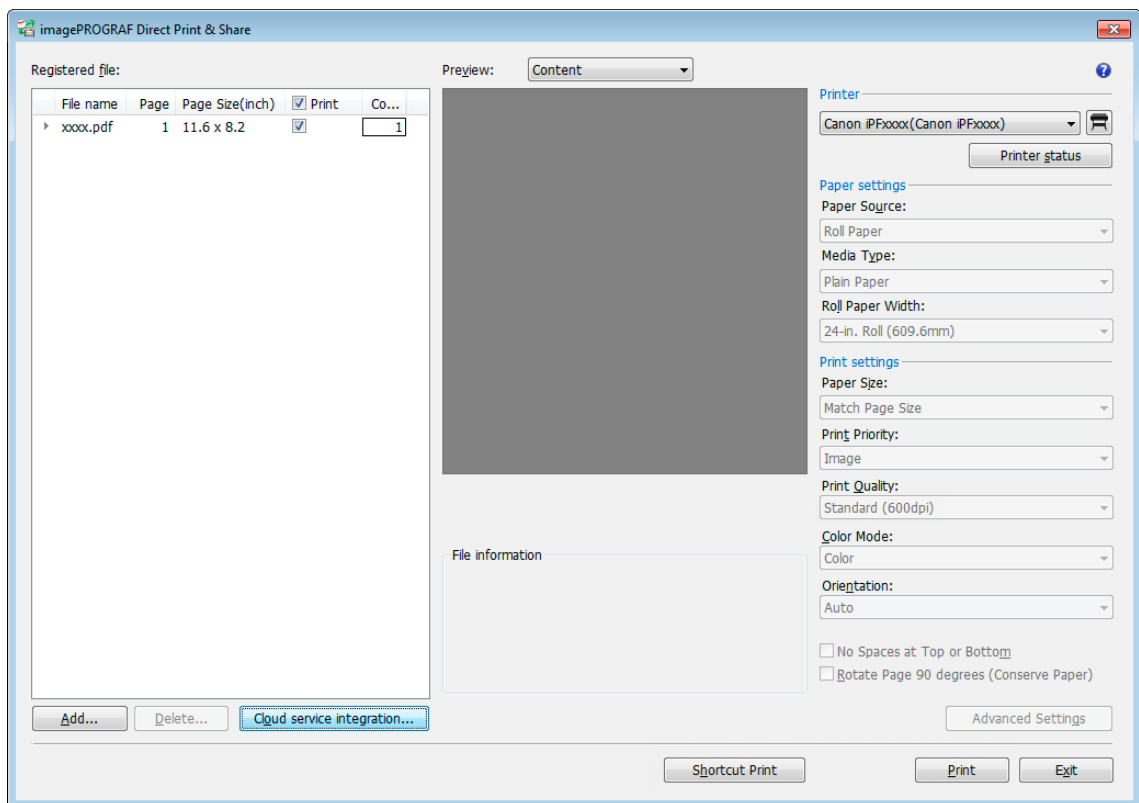 imagePROGRAF Direct Print & Share
Registered file:
File name Page Page Size(inch) Print Co...
xxxx.pdf 1 11.6 x 8.2 1
Add... Delete... Cloud service integration...
Preview: Content
File information
Printer
Canon iPFxxxx(Canon iPFxxxx)
Printer status
Paper settings
Paper Source:
Roll Paper
Media Type:
Plain Paper
Roll Paper Width:
24-in. Roll (609.6mm)
Print settings
Paper Size:
Match Page Size
Print Priority:
Image
Print Quality:
Standard (600dpi)
Color Mode:
Color
Orientation:
Auto
No Spaces at Top or Bottom
Rotate Page 90 degrees (Conserve Paper)
Advanced Settings
Shortcut Print Print Exit